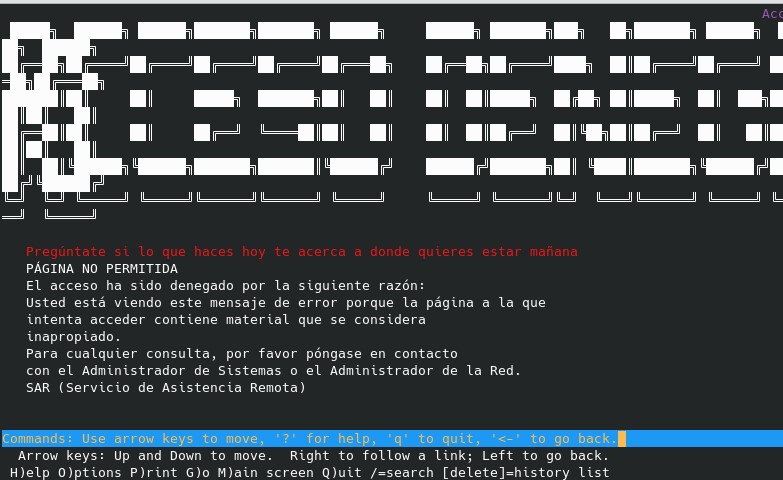 Acc
ACCESO DENEGADO
Pregúntate si lo que haces hoy te acerca a donde quieres estar mañana
PÁGINA NO PERMITIDA
El acceso ha sido denegado por la siguiente razón:
Usted está viendo este mensaje de error porque la página a la que
intenta acceder contiene material que se considera
inapropiado.
Para cualquier consulta, por favor póngase en contacto
con el Administrador de Sistemas o el Administrador de la Red.
SAR (Servicio de Asistencia Remota)
Commands: Use arrow keys to move, '?' for help, 'q' to quit, '<-' to go back.
Arrow keys: Up and Down to move.  Right to follow a link; Left to go back.
H)elp O)ptions P)rint G)o M)ain screen Q)uit /=search [delete]=history list